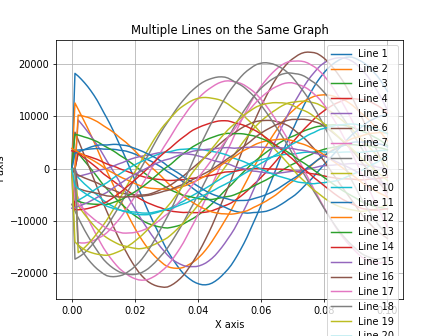 Multiple Lines on the Same Graph
20000
10000
0
−10000
−20000
0.00
0.02
0.04
0.06
X axis
axis
Line 1
Line 2
Line 3
Line 4
Line 5
Line 6
Line 7
Line 8
Line 9
Line 10
Line 11
Line 12
Line 13
Line 14
Line 15
Line 16
Line 17
Line 18
Line 19
Line 20